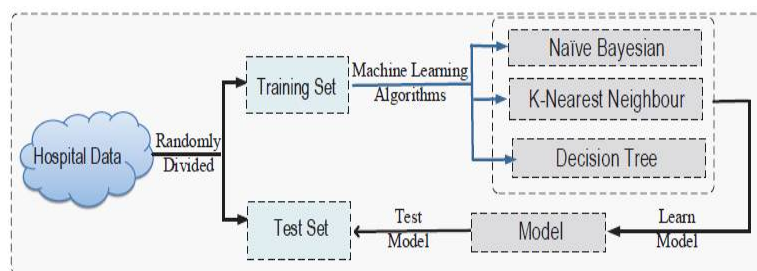 Hospital Data
Randomly
Divided
Training Set
Machine Learning
Algorithms
Naïve Bayesian
K-Nearest Neighbour
Decision Tree
Learn
Model
Model
Test
Model
Test Set